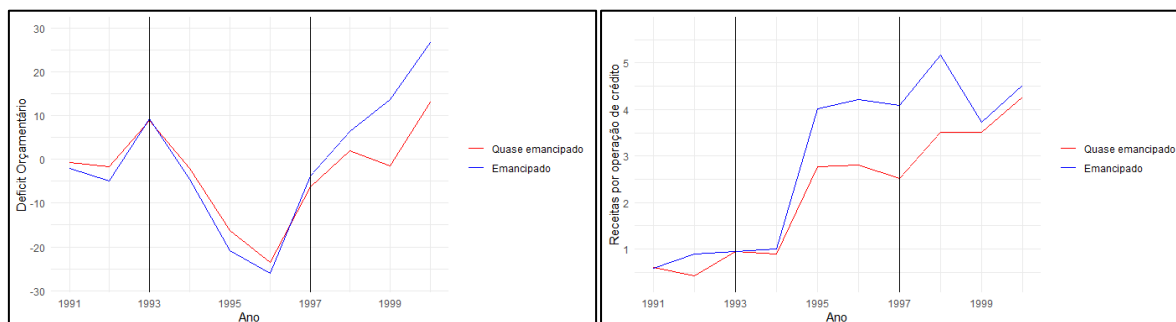 30
20
10
0
-10
-20
-30
Deficit Orçamentário
1991
1993
1995
1997
1999
Ano
Quase emancipado
Emancipado
5
4
3
2
1
Receitas por operação de crédito
1991
1993
1995
1997
1999
Ano
Quase emancipado
Emancipado